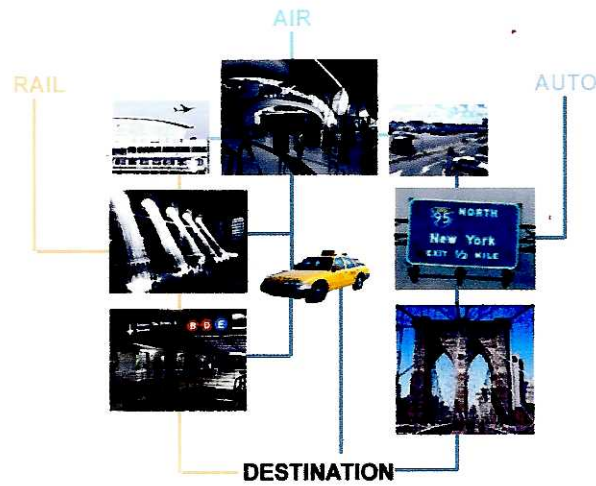 AIR
RAIL
AUTO
95 NORTH
New York
EXIT 1/2 MILE
B D E
DESTINATION